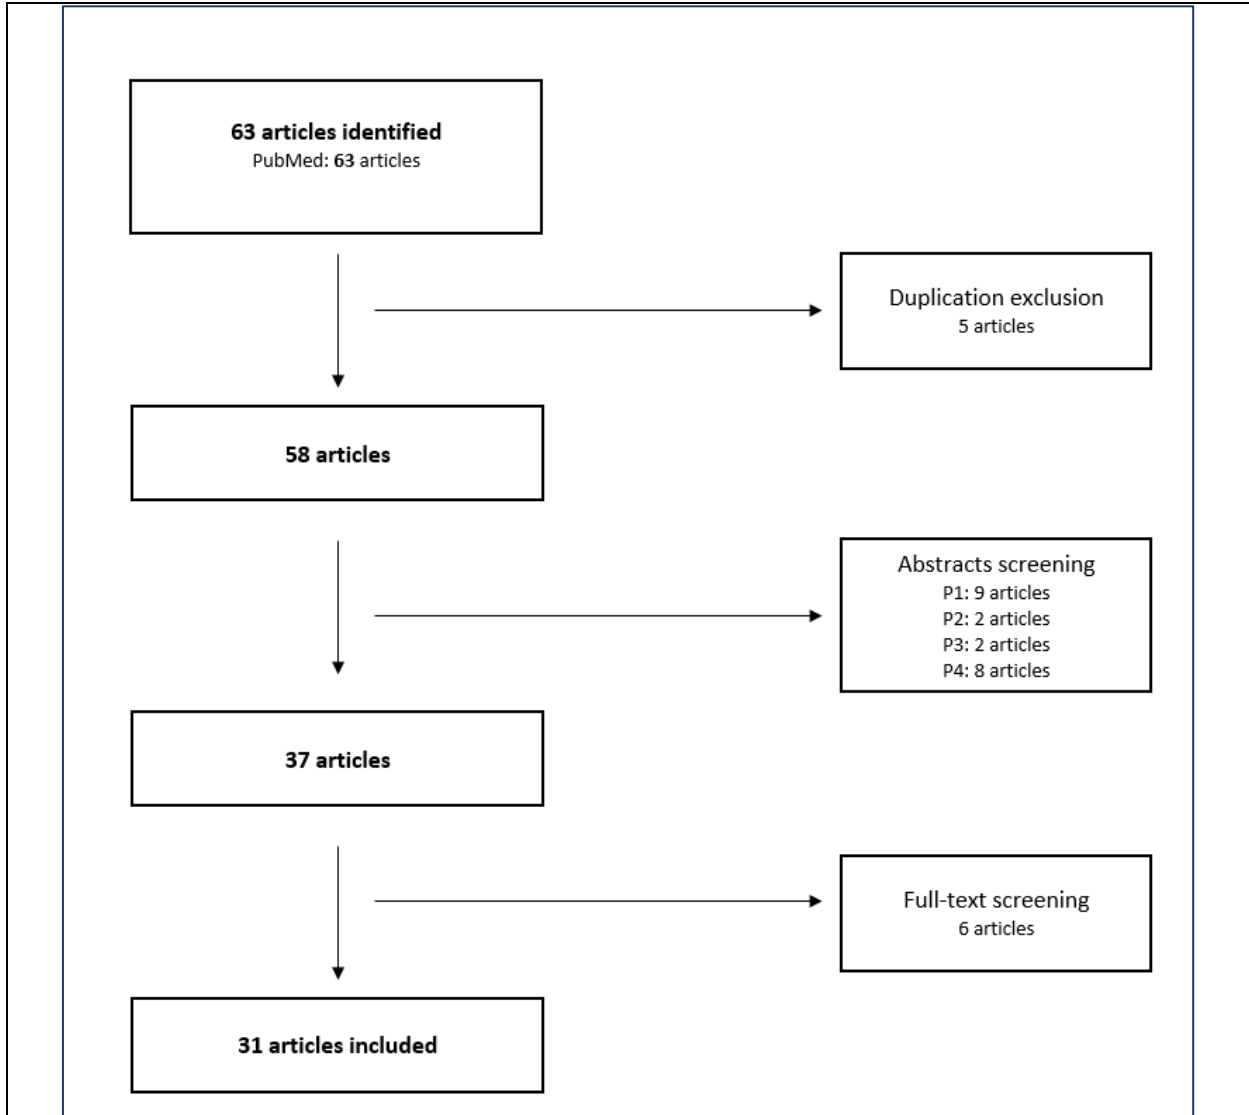 63 articles identified
PubMed: 63 articles
Duplication exclusion
5 articles
58 articles
Abstracts screening
P1: 9 articles
P2: 2 articles
P3: 2 articles
P4: 8 articles
37 articles
Full-text screening
6 articles
31 articles included